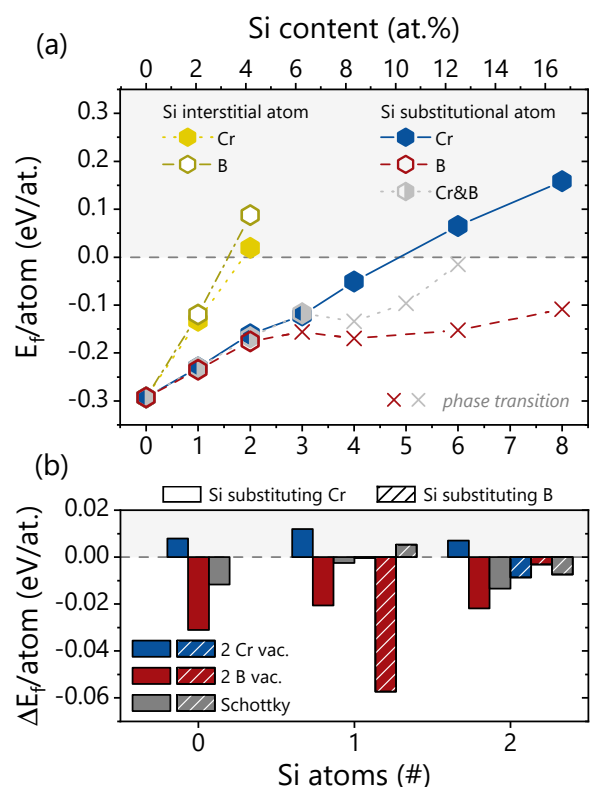 Si content (at.%)
(a)
0 2 4 6 8 10 12 14 16
Si interstitial atom
Cr
B
Si substitutional atom
Cr
B
Cr&B
E_f/atom (eV/at.)
0.3
0.2
0.1
0.0
-0.1
-0.2
-0.3
phase transition
0 1 2 3 4 5 6 7 8
(b)
Si substituting Cr
Si substituting B
ΔE_f/atom (eV/at.)
0.02
0.00
-0.02
-0.04
-0.06
2 Cr vac.
2 B vac.
Schottky
0 1 2
Si atoms (#)